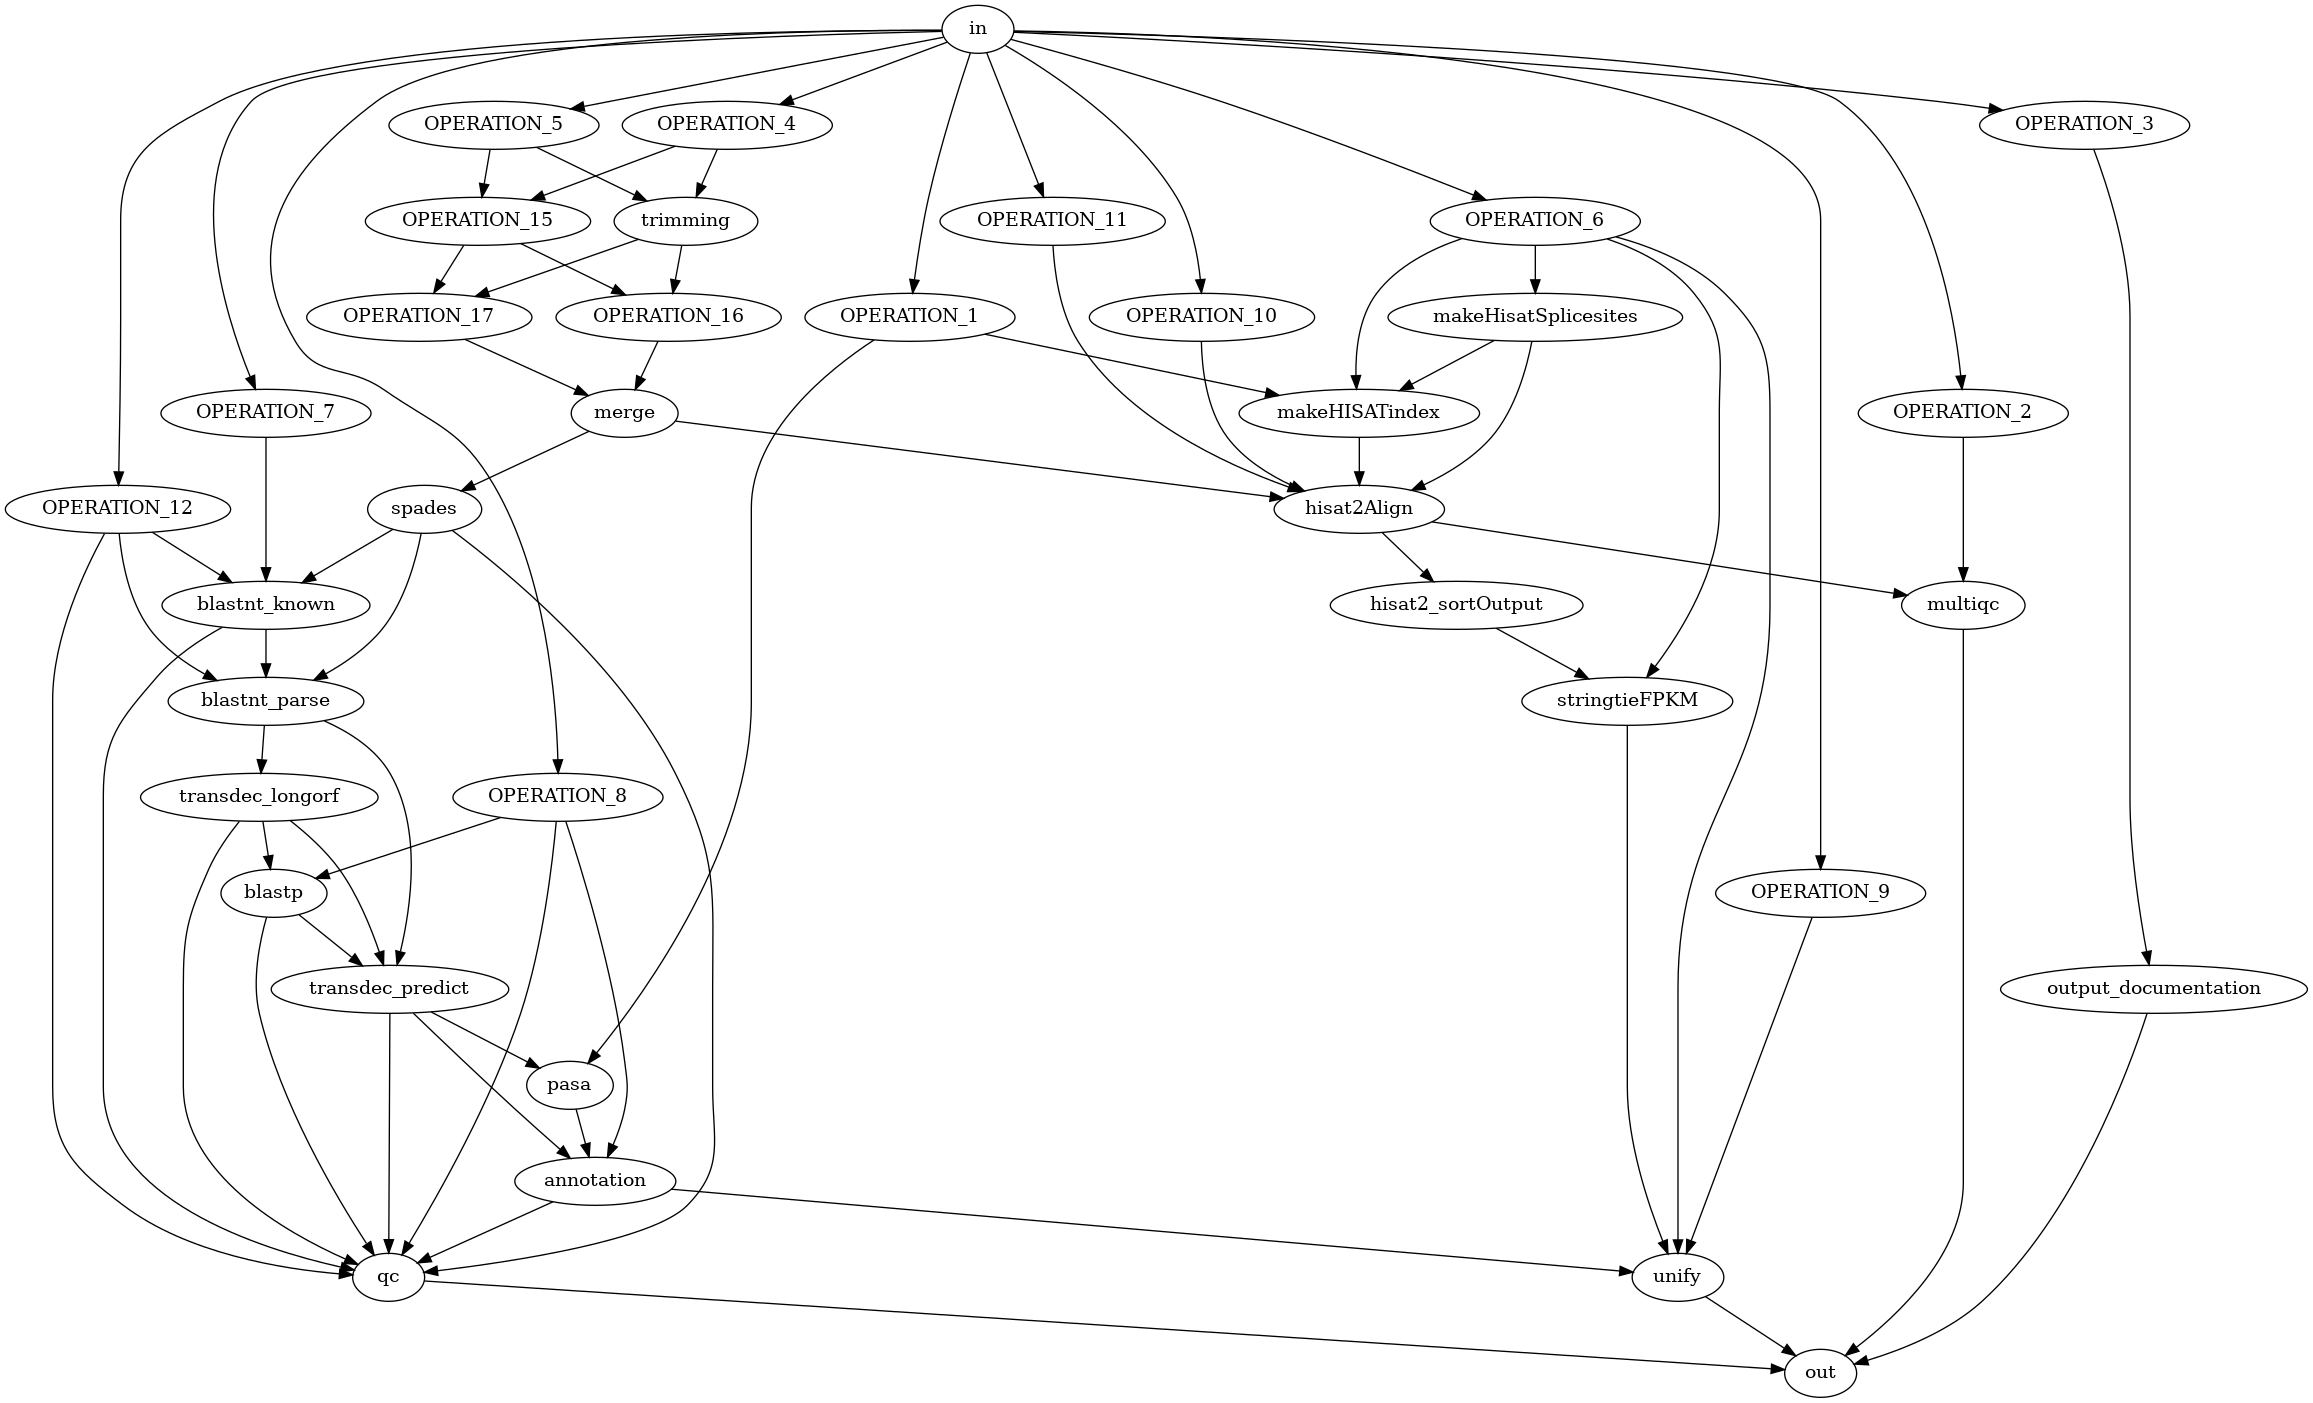 in
OPERATION_5
OPERATION_4
OPERATION_3
OPERATION_15
trimming
OPERATION_11
OPERATION_6
OPERATION_17
OPERATION_16
OPERATION_1
OPERATION_10
makeHisatSplicesites
OPERATION_7
merge
makeHISATindex
OPERATION_2
OPERATION_12
spades
hisat2Align
blastnt_known
hisat2_sortOutput
multiqc
blastnt_parse
stringtieFPKM
transdec_longorf
OPERATION_8
blastp
OPERATION_9
transdec_predict
output_documentation
pasa
annotation
qc
unify
out